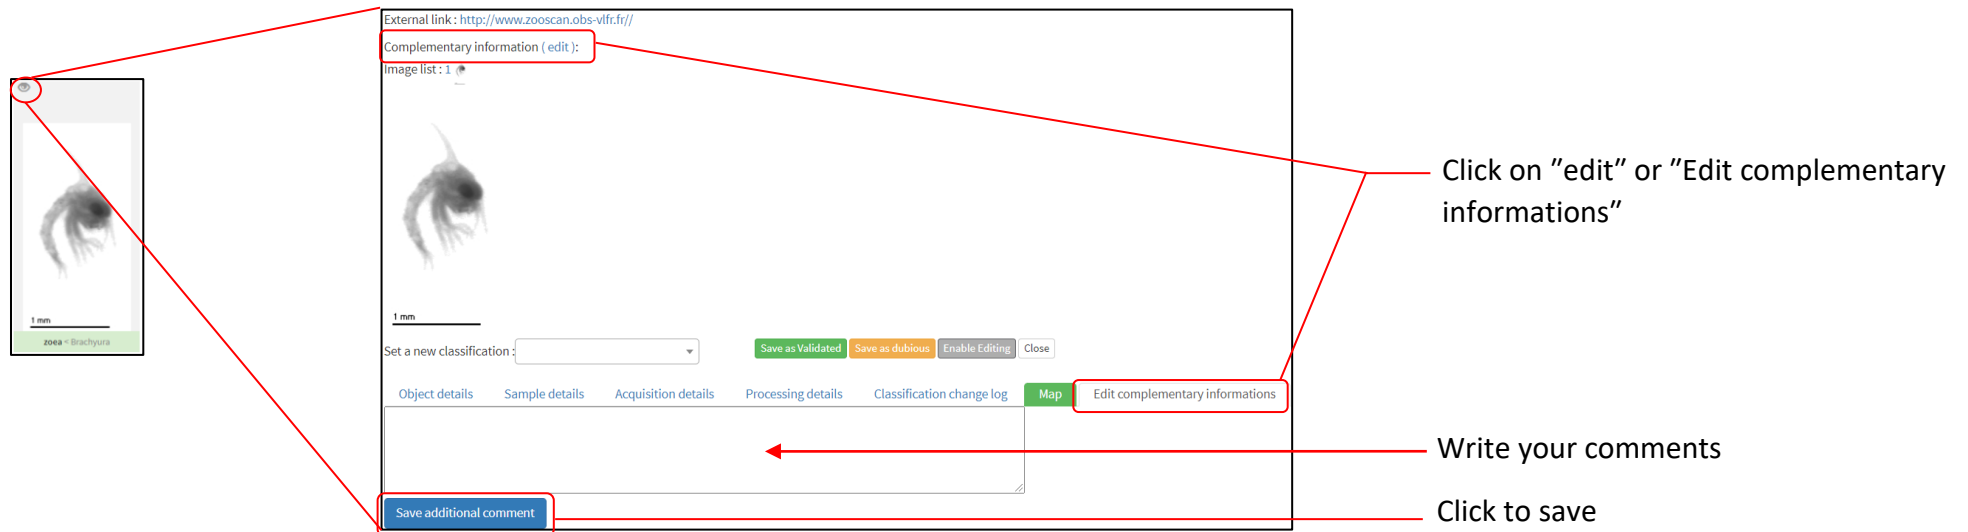 External link : http://www.zooscan.obs-vlfr.fr//
Complementary information ( edit ):
Image list : 1
1 mm
zoea < Brachyura
1 mm
Set a new classification :
Save as Validated
Save as dubious
Enable Editing
Close
Object details
Sample details
Acquisition details
Processing details
Classification change log
Map
Edit complementary informations
Save additional comment
Click on ″edit″ or ″Edit complementary
informations″
Write your comments
Click to save